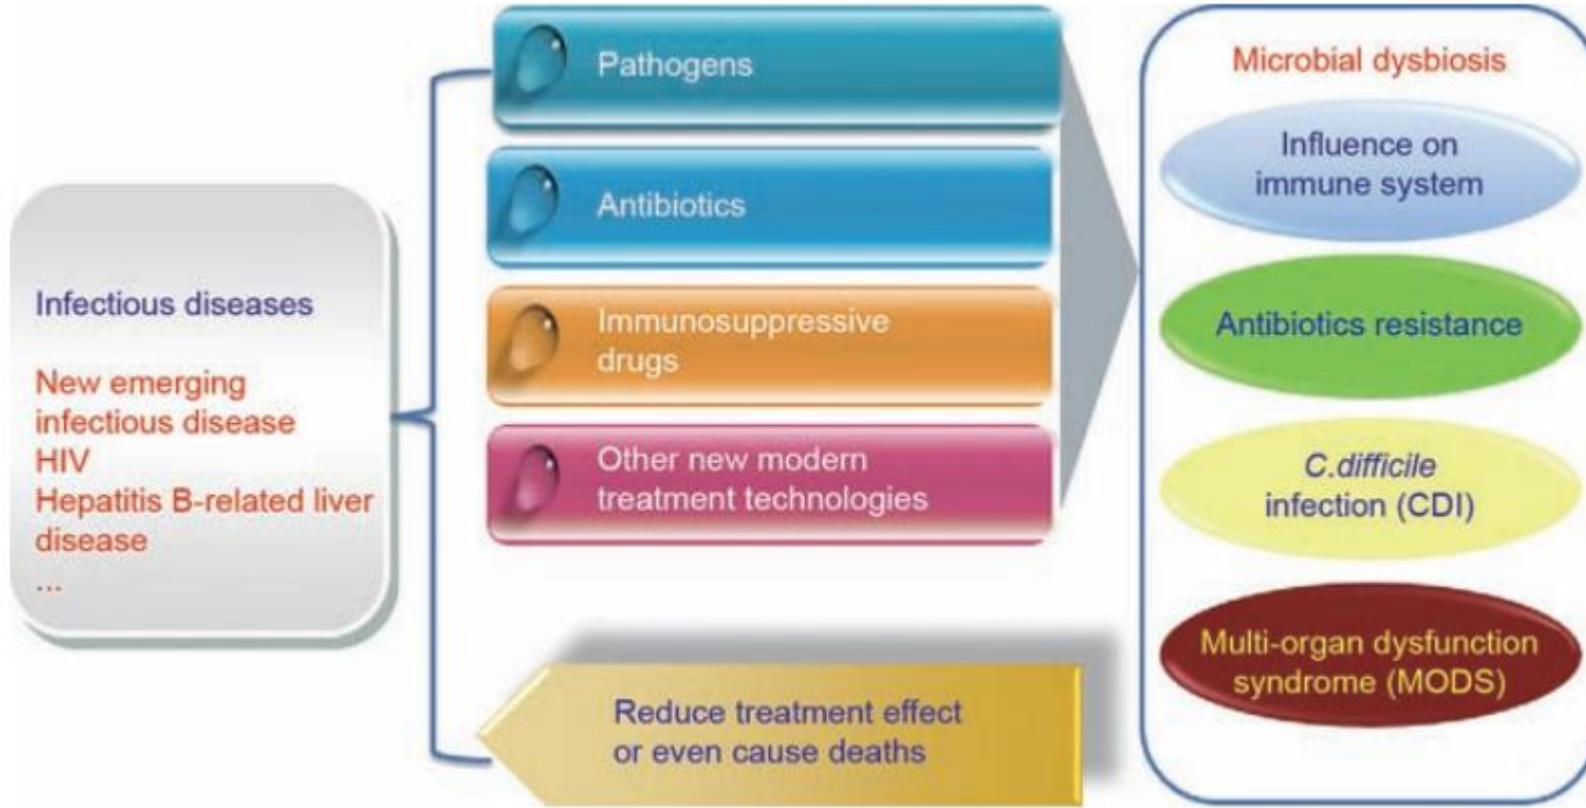 Infectious diseases
New emerging
infectious disease
HIV
Hepatitis B-related liver
disease
...
Pathogens
Antibiotics
Immunosuppressive
drugs
Other new modern
treatment technologies
Reduce treatment effect
or even cause deaths
Microbial dysbiosis
Influence on
immune system
Antibiotics resistance
C.difficile
infection (CDI)
Multi-organ dysfunction
syndrome (MODS)